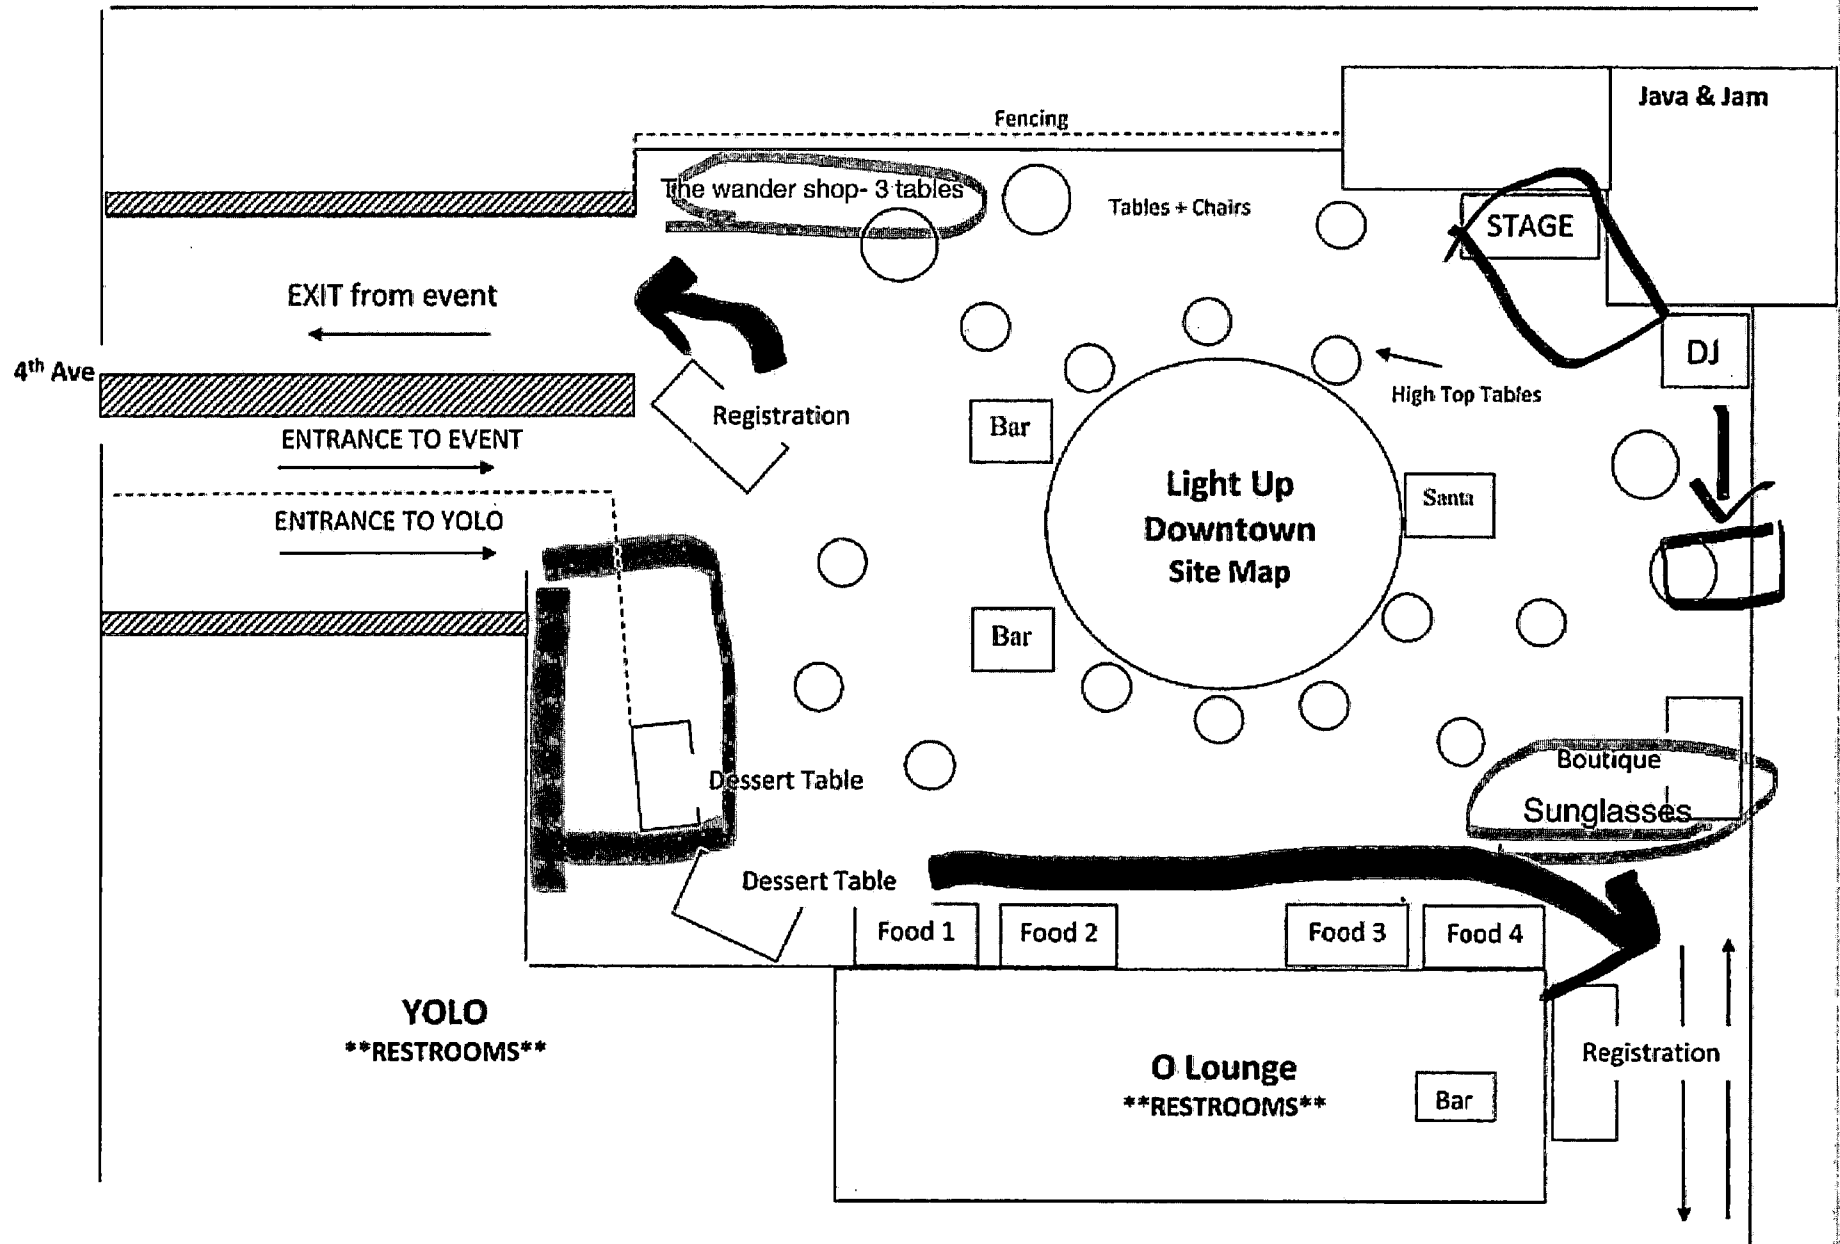 Java & Jam
Fencing
The wander shop- 3 tables
Tables + Chairs
STAGE
EXIT from event
4th Ave
DJ
High Top Tables
Registration
Bar
ENTRANCE TO EVENT
Light Up
Downtown
Site Map
Santa
ENTRANCE TO YOLO
Bar
Boutique
Dessert Table
Sunglasses
Dessert Table
Food 1
Food 2
Food 3
Food 4
YOLO
**RESTROOMS**
Registration
O Lounge
**RESTROOMS**
Bar